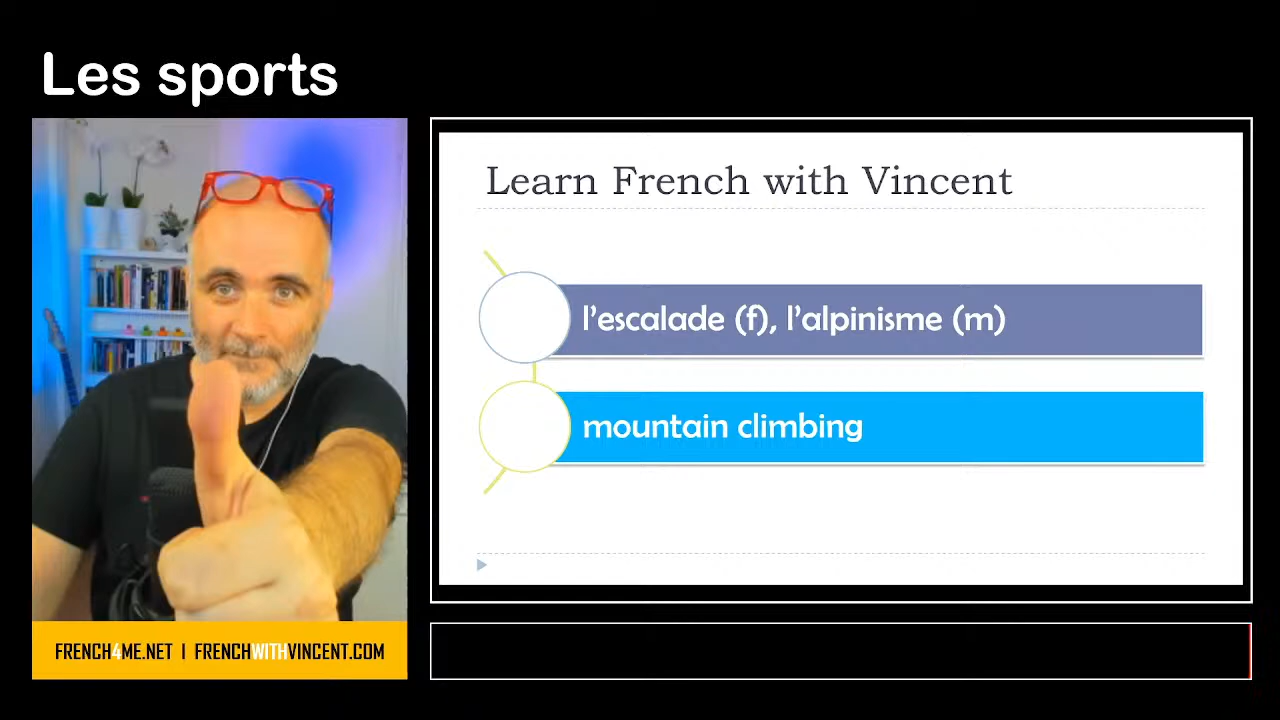 Les sports
Learn French with Vincent
l’escalade (f), l’alpinisme (m)
mountain climbing
FRENCH4ME.NET I FRENCHWITHVINCENT.COM